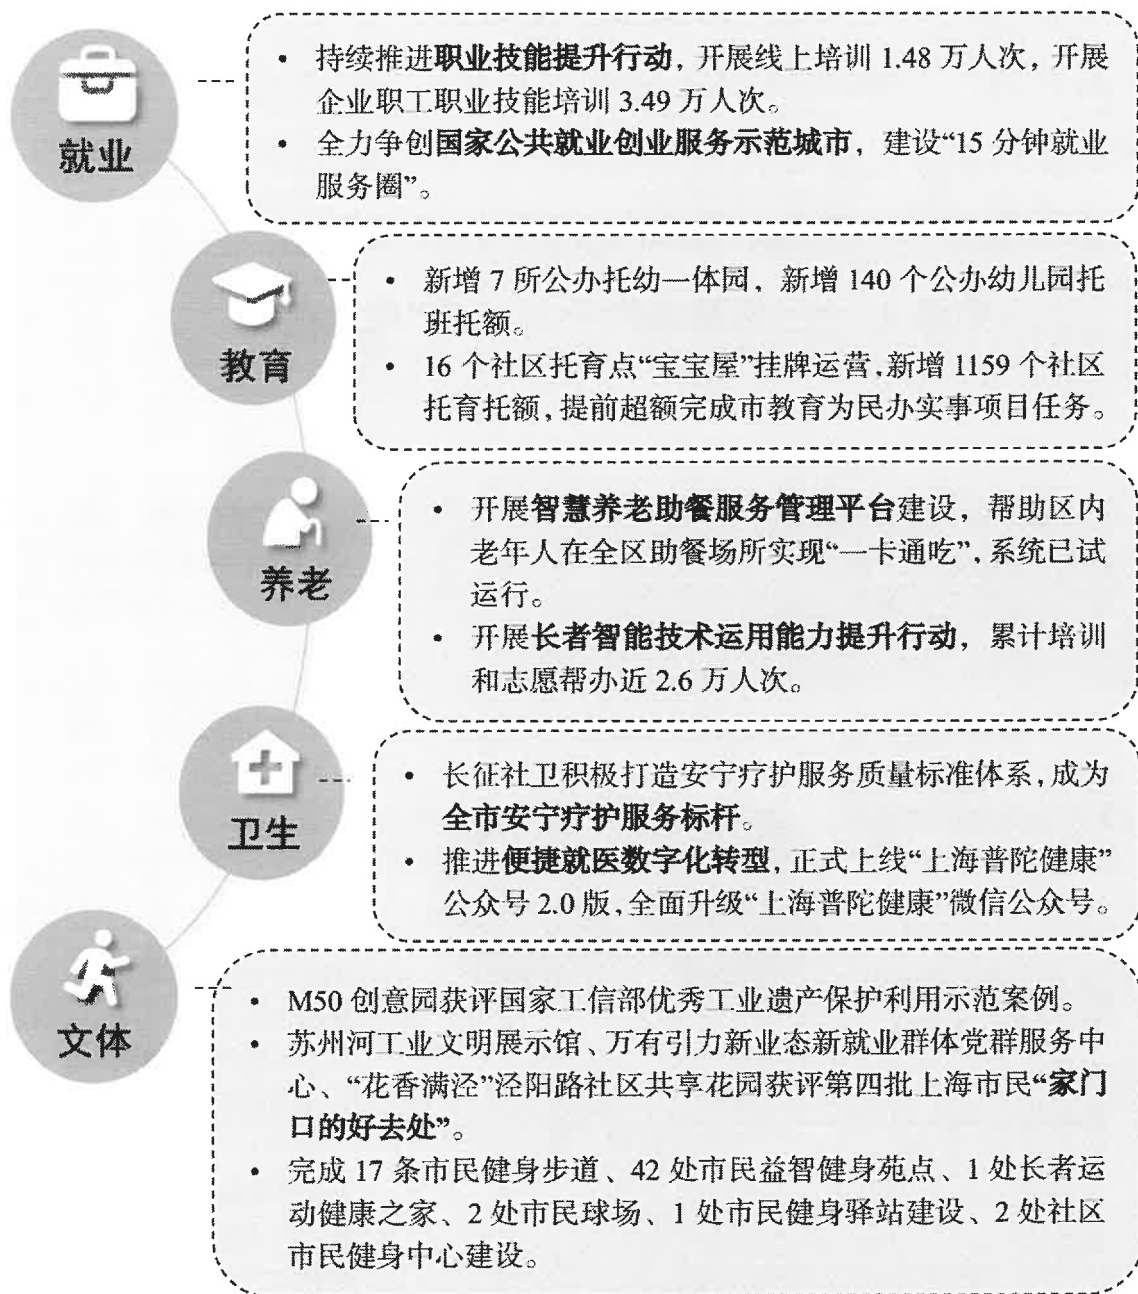 就业
• 持续推进职业技能提升行动，开展线上培训 1.48 万人次，开展
企业职工职业技能培训 3.49 万人次。
• 全力争创国家公共就业创业服务示范城市，建设“15 分钟就业
服务圈”。
教育
• 新增 7 所公办托幼一体园，新增 140 个公办幼儿园托
班托额。
• 16 个社区托育点“宝宝屋”挂牌运营，新增 1159 个社区
托育托额，提前超额完成市教育为民办实事项目任务。
养老
• 开展智慧养老助餐服务管理平台建设，帮助区内
老年人在全区助餐场所实现“一卡通吃”，系统已试
运行。
• 开展长者智能技术运用能力提升行动，累计培训
和志愿帮办近 2.6 万人次。
卫生
• 长征社卫积极打造安宁疗护服务质量标准体系，成为
全市安宁疗护服务标杆。
• 推进便捷就医数字化转型，正式上线“上海普陀健康”
公众号 2.0 版，全面升级“上海普陀健康”微信公众号。
文体
• M50 创意园获评国家工信部优秀工业遗产保护利用示范案例。
• 苏州河工业文明展示馆、万有引力新业态新就业群体党群服务中
心、“花香满泾”泾阳路社区共享花园获评第四批上海市民“家门
口的好去处”。
• 完成 17 条市民健身步道、42 处市民益智健身苑点、1 处长者运
动健康之家、2 处市民球场、1 处市民健身驿站建设、2 处社区
市民健身中心建设。